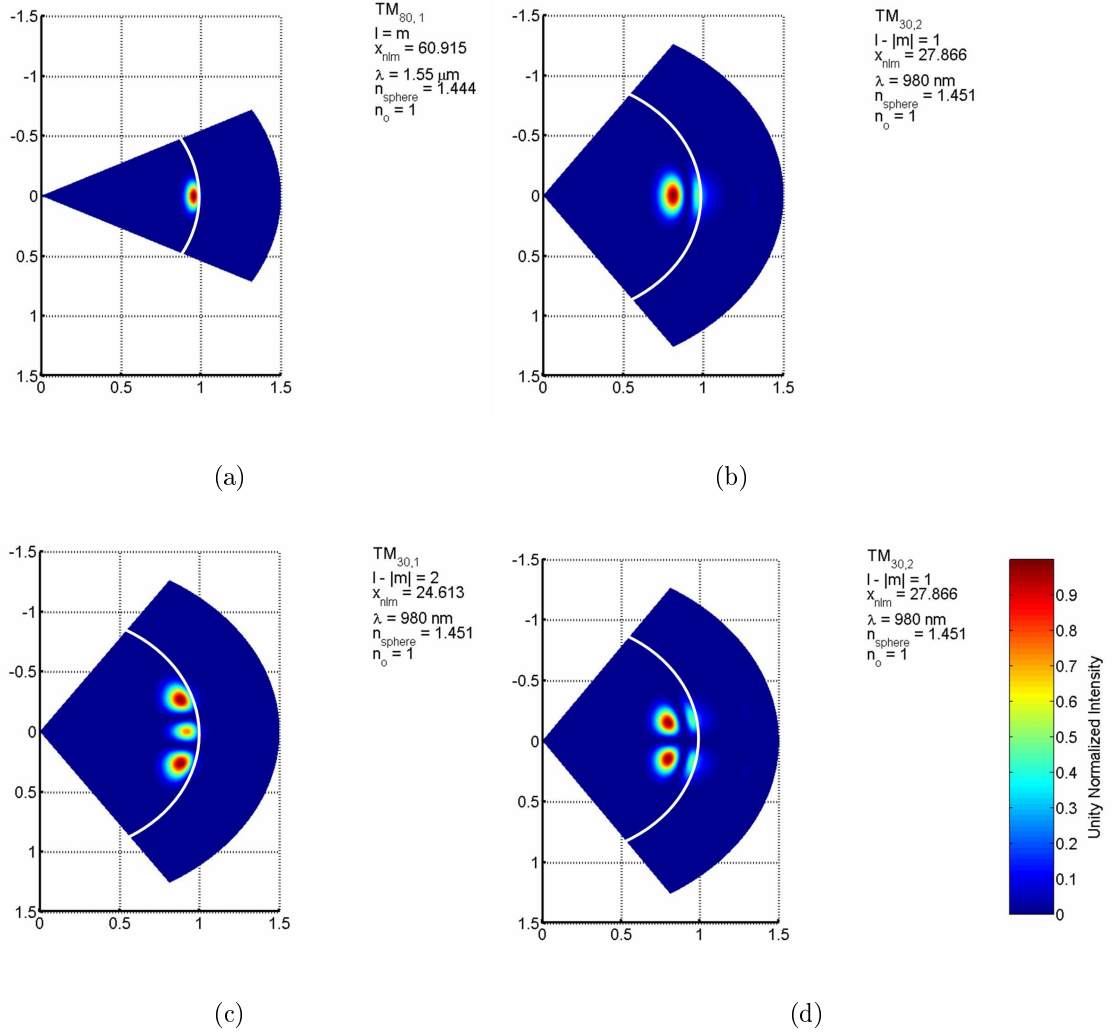 -1.5
-1
-0.5
0
0.5
1
1.5
0 0.5 1 1.5
TM80, 1
l = m
xnlm = 60.915
λ = 1.55 μm
nsphere = 1.444
no = 1
(a)
-1.5
-1
-0.5
0
0.5
1
1.5
0 0.5 1 1.5
TM30,2
l - |m| = 1
xnlm = 27.866
λ = 980 nm
nsphere = 1.451
no = 1
(b)
-1.5
-1
-0.5
0
0.5
1
1.5
0 0.5 1 1.5
TM30,1
l - |m| = 2
xnlm = 24.613
λ = 980 nm
nsphere = 1.451
no = 1
(c)
-1.5
-1
-0.5
0
0.5
1
1.5
0 0.5 1 1.5
TM30,2
l - |m| = 1
xnlm = 27.866
λ = 980 nm
nsphere = 1.451
no = 1
0.9
0.8
0.7
0.6
0.5
0.4
0.3
0.2
0.1
0
Unity Normalized Intensity
(d)